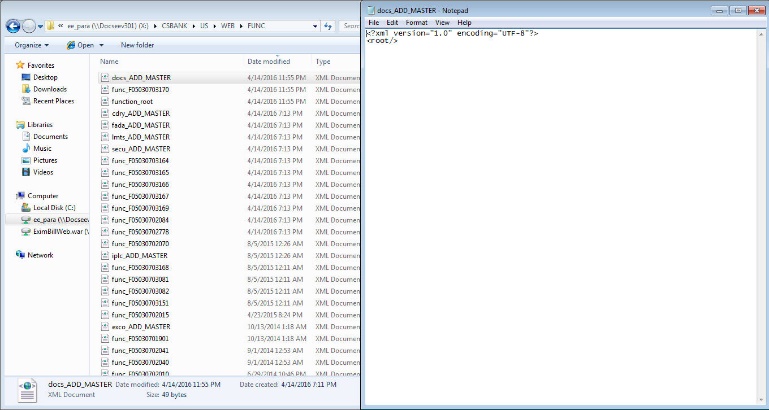 « ee_para (\\Docseev501) (X:) ▸ CSBANK ▸ US ▸ WEB ▸ FUNC
Sear
Organize
Open
New folder
Favorites
Desktop
Downloads
Recent Places
Libraries
Documents
Music
Pictures
Videos
Computer
Local Disk (C:)
ee_para (\\Docseev
EximBillWeb.war (\
Network
Name Date modified Type
docs_ADD_MASTER 4/14/2016 11:55 PM XML Documen
func_F05030703170 4/14/2016 11:55 PM XML Documen
function_root 4/14/2016 11:55 PM XML Documen
cdry_ADD_MASTER 4/14/2016 7:13 PM XML Documen
fada_ADD_MASTER 4/14/2016 7:13 PM XML Documen
lmts_ADD_MASTER 4/14/2016 7:13 PM XML Documen
secu_ADD_MASTER 4/14/2016 7:13 PM XML Documen
func_F05030703164 4/14/2016 7:13 PM XML Documen
func_F05030703165 4/14/2016 7:13 PM XML Documen
func_F05030703166 4/14/2016 7:13 PM XML Documen
func_F05030703167 4/14/2016 7:13 PM XML Documen
func_F05030703169 4/14/2016 7:13 PM XML Documen
func_F05030702084 4/14/2016 7:13 PM XML Documen
func_F05030702778 4/14/2016 7:13 PM XML Documen
func_F05030702070 8/5/2015 12:26 AM XML Documen
iplc_ADD_MASTER 8/5/2015 12:26 AM XML Documen
func_F05030703168 8/5/2015 12:11 AM XML Documen
func_F05030703081 8/5/2015 12:11 AM XML Documen
func_F05030703082 8/5/2015 12:11 AM XML Documen
func_F05030703151 8/5/2015 12:11 AM XML Documen
func_F05030702015 4/23/2015 8:24 PM XML Documen
exco_ADD_MASTER 10/13/2014 1:18 AM XML Documen
func_F05030701901 10/13/2014 1:18 AM XML Documen
func_F05030702041 9/1/2014 12:53 AM XML Documen
func_F05030702040 9/1/2014 12:53 AM XML Documen
func_F05030702010 6/29/2014 10:46 PM XML Documen
docs_ADD_MASTER Date modified: 4/14/2016 11:55 PM Date created: 4/14/2016 7:11 PM
XML Document Size: 49 bytes
docs_ADD_MASTER - Notepad
File Edit Format View Help
<?xml version="1.0" encoding="UTF-8"?>
<root/>